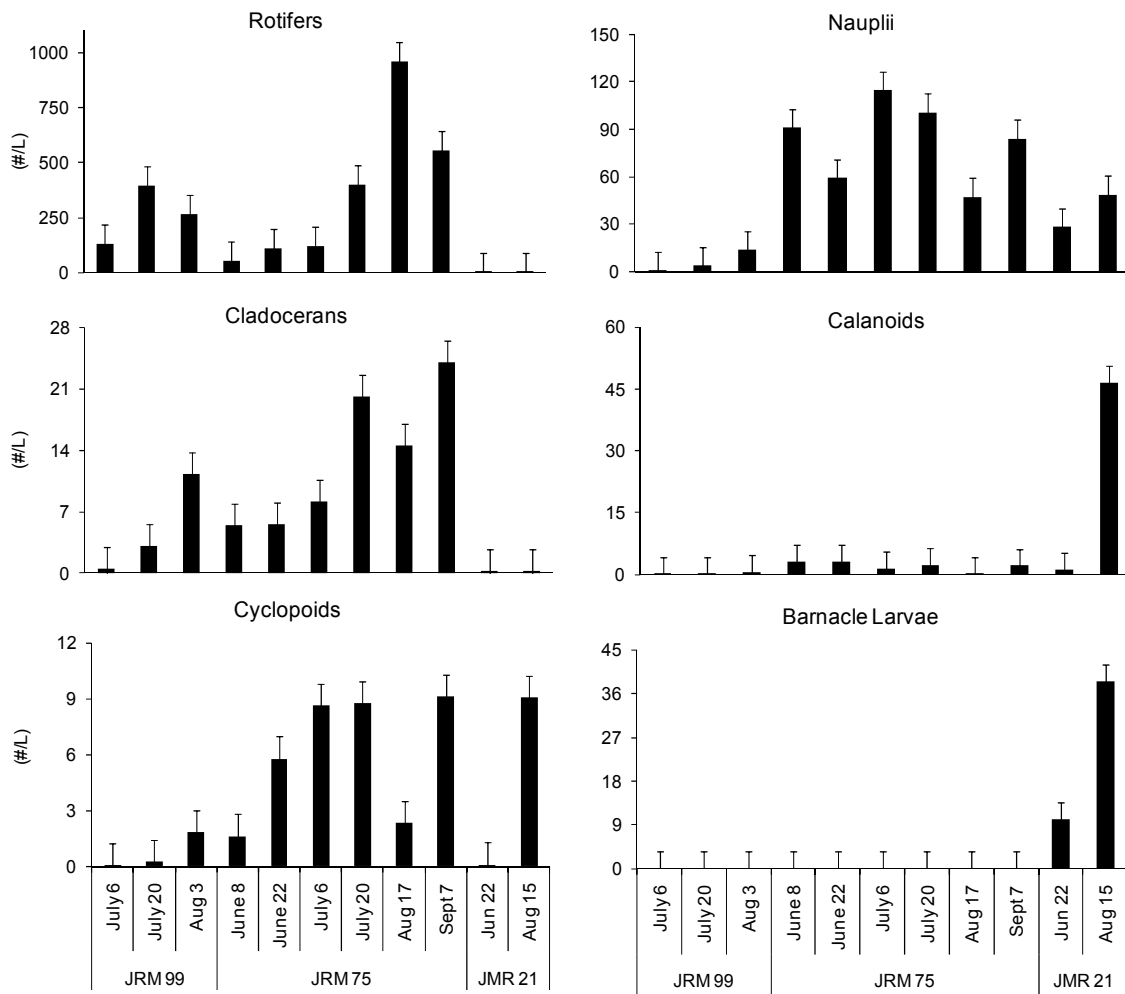 Rotifers
(#/L)
1000
750
500
250
0
Nauplii
150
120
90
60
30
0
Cladocerans
(#/L)
28
21
14
7
0
Calanoids
60
45
30
15
0
Cyclopoids
(#/L)
12
9
6
3
0
July 6
July 20
Aug 3
June 8
June 22
July 6
July 20
Aug 17
Sept 7
Jun 22
Aug 15
JRM 99
JRM 75
JMR 21
Barnacle Larvae
45
36
27
18
9
0
July 6
July 20
Aug 3
June 8
June 22
July 6
July 20
Aug 17
Sept 7
Jun 22
Aug 15
JRM 99
JRM 75
JMR 21